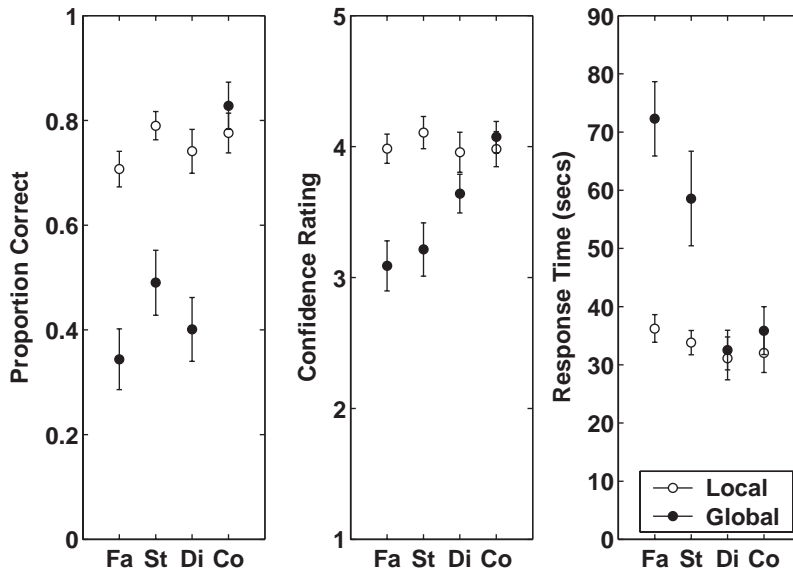 Proportion Correct
1
0.8
0.6
0.4
0.2
0
Fa St Di Co
Confidence Rating
5
4
3
2
1
Fa St Di Co
Response Time (secs)
90
80
70
60
50
40
30
20
10
0
Fa St Di Co
Local
Global